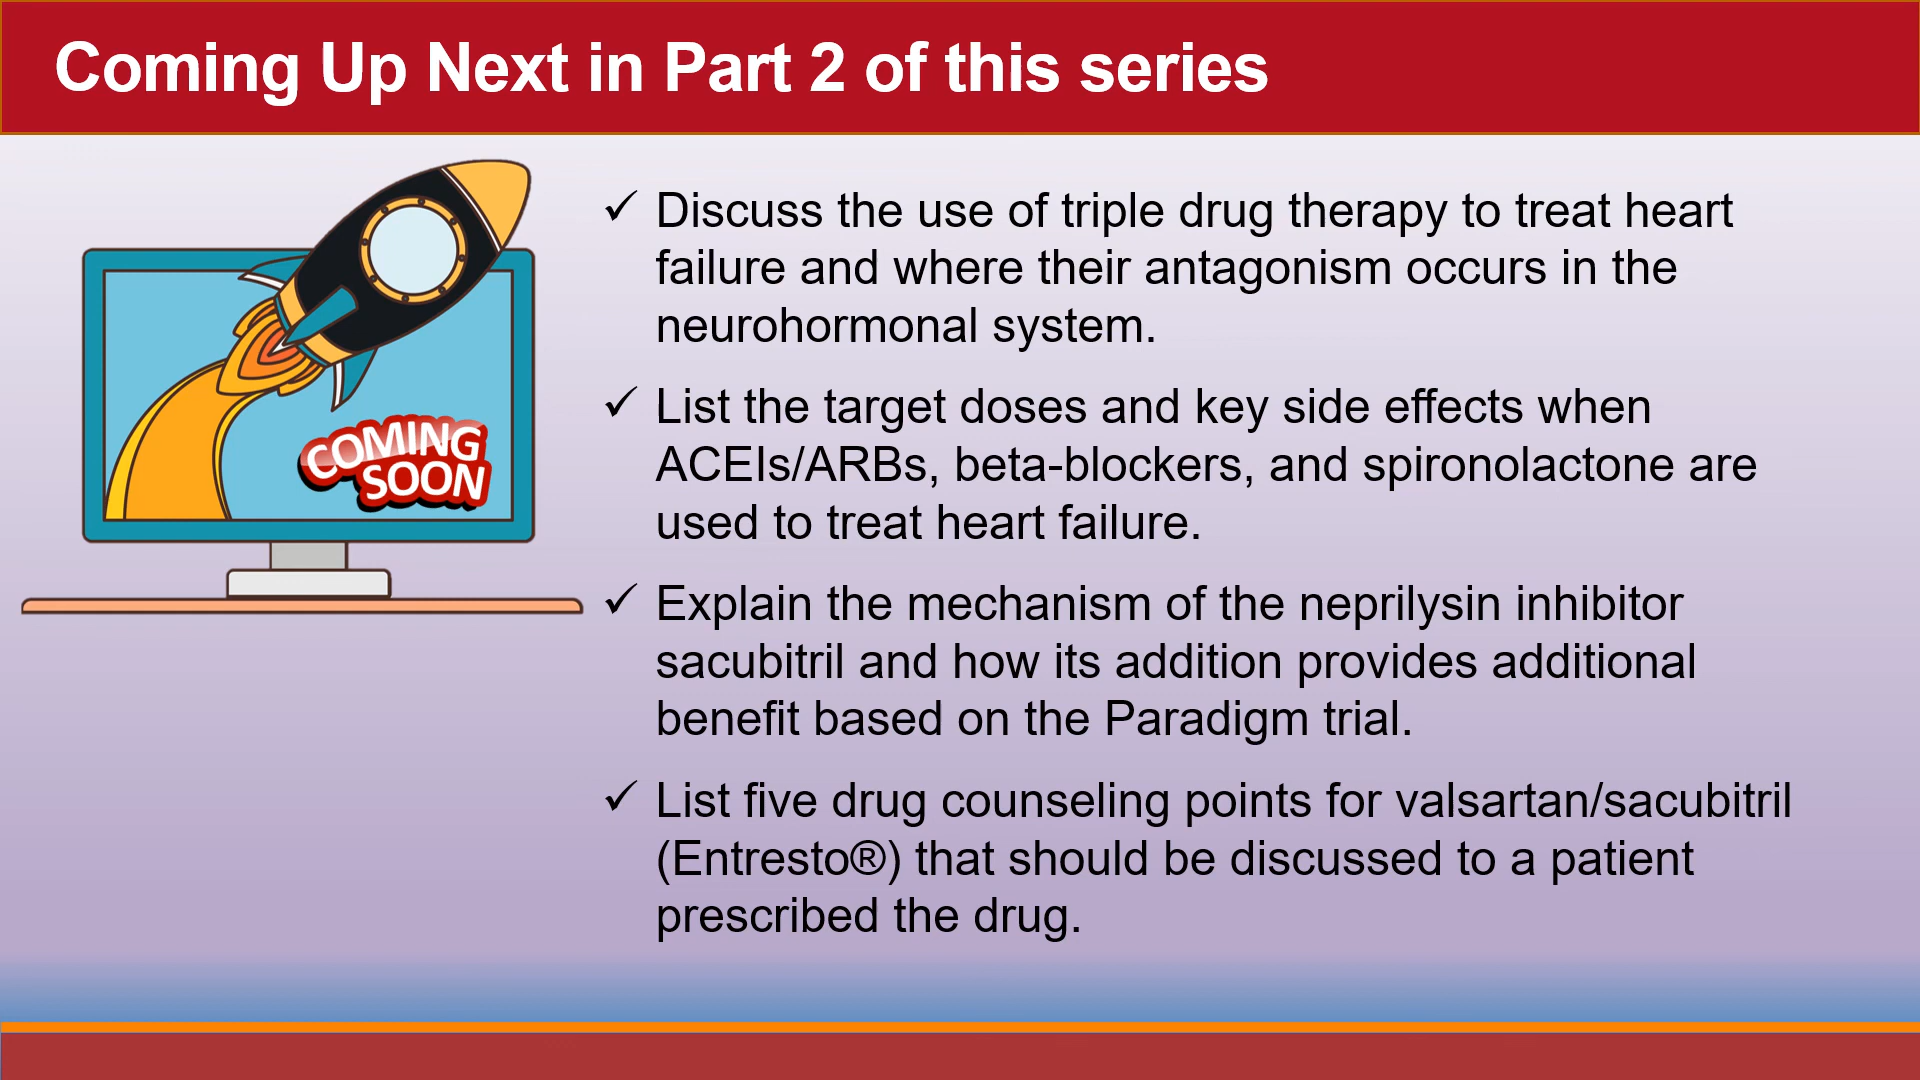 Coming Up Next in Part 2 of this series
✓ Discuss the use of triple drug therapy to treat heart
failure and where their antagonism occurs in the
neurohormonal system.
✓ List the target doses and key side effects when
ACEIs/ARBs, beta-blockers, and spironolactone are
used to treat heart failure.
✓ Explain the mechanism of the neprilysin inhibitor
sacubitril and how its addition provides additional
benefit based on the Paradigm trial.
✓ List five drug counseling points for valsartan/sacubitril
(Entresto®) that should be discussed to a patient
prescribed the drug.
COMING
SOON